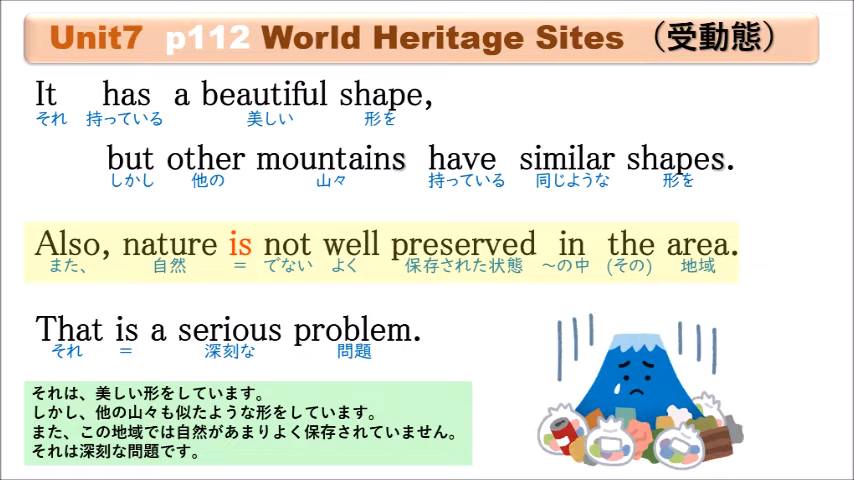 Unit7 p112 World Heritage Sites （受動態）
It has a beautiful shape,
それ 持っている 美しい 形を
but other mountains have similar shapes.
しかし 他の 山々 持っている 同じような 形を
Also, nature is not well preserved in the area.
また、 自然 = でない よく 保存された状態 ～の中 (その) 地域
That is a serious problem.
それ = 深刻な 問題
それは、美しい形をしています。
しかし、他の山々も似たような形をしています。
また、この地域では自然があまりよく保存されていません。
それは深刻な問題です。